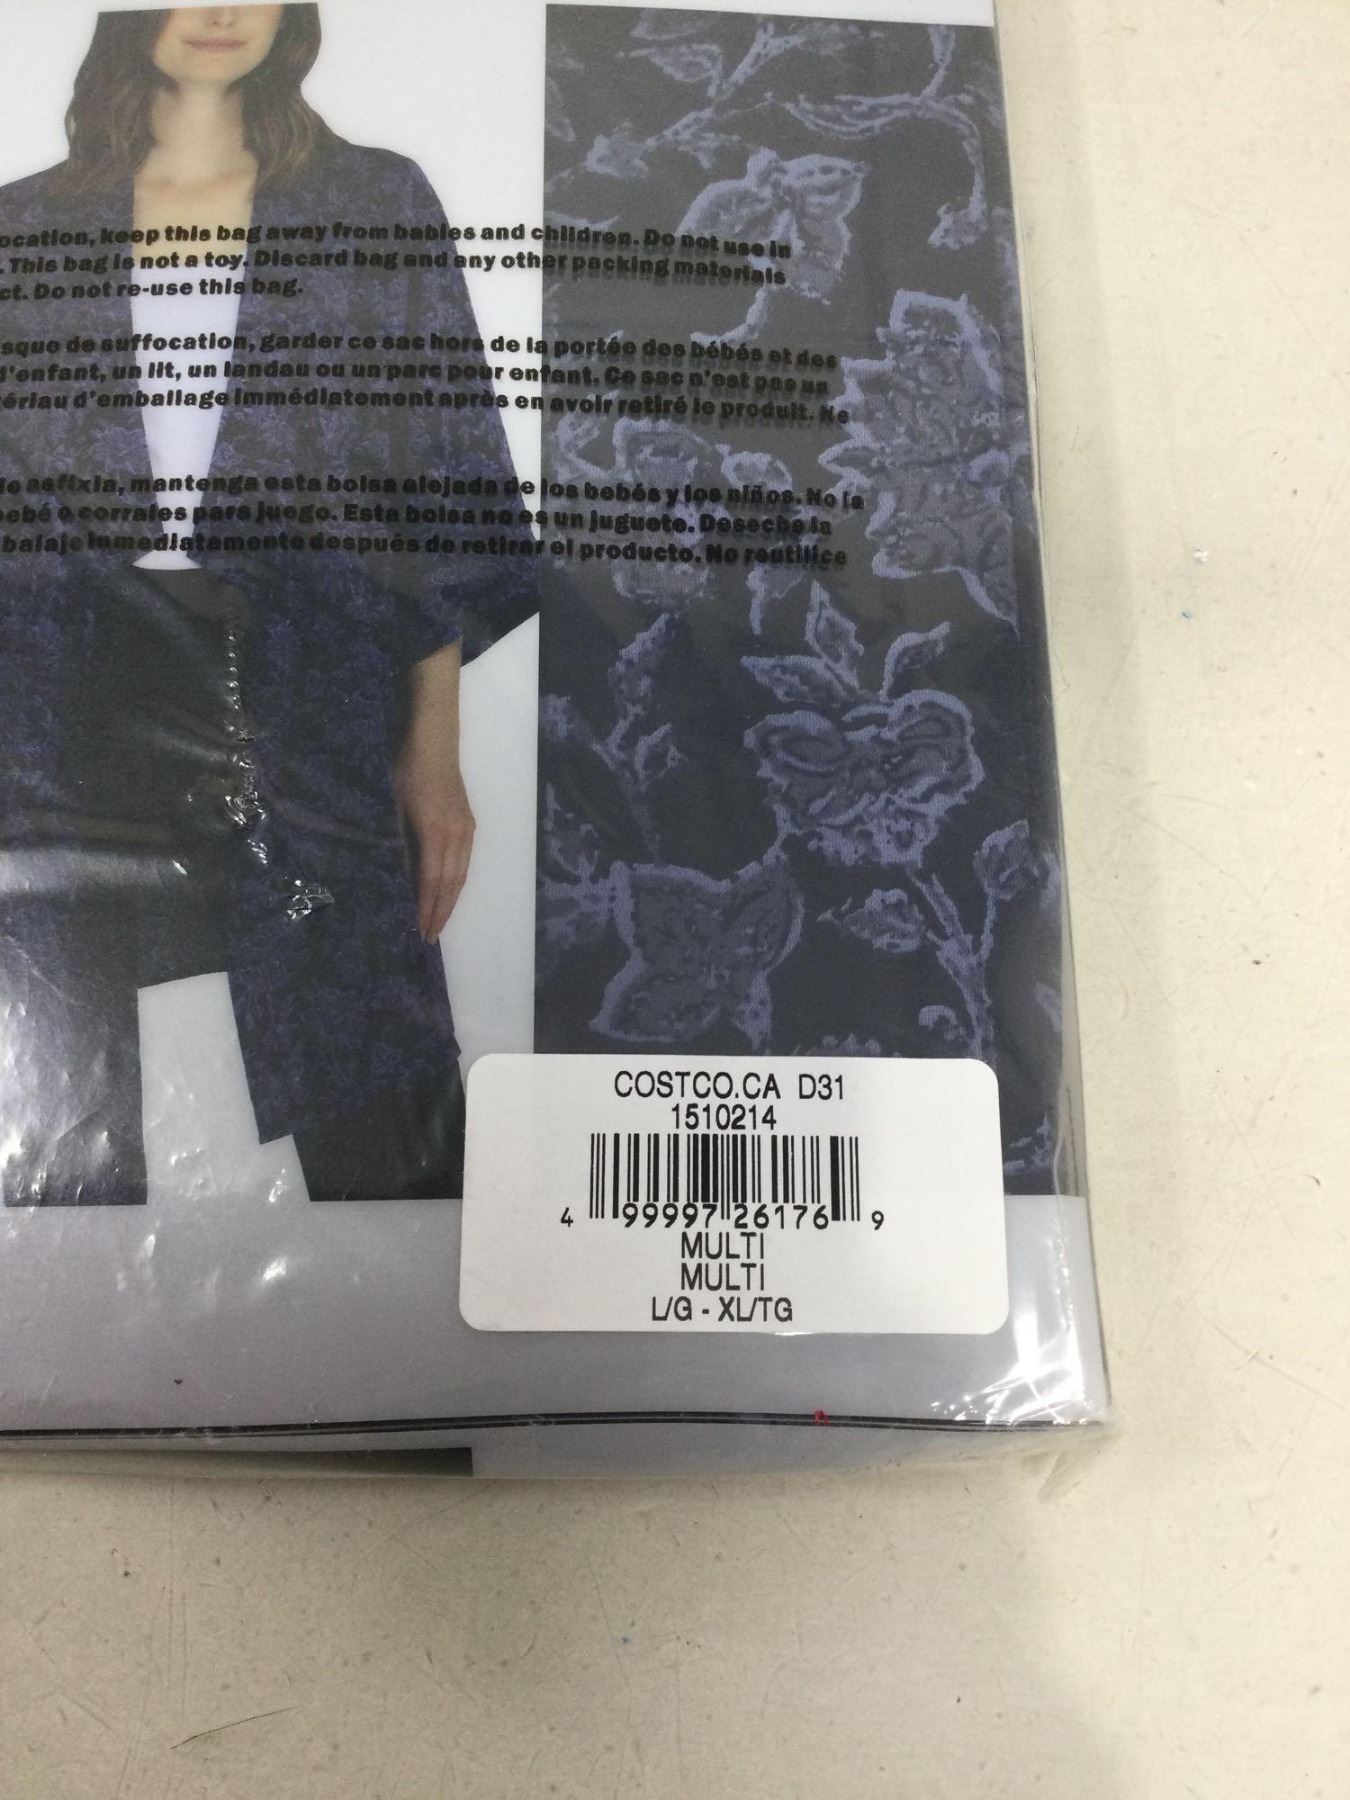 ocation, keep this bag away from babies and children. Do not use in
. This bag is not a toy. Discard bag and any other packing materials
ct. Do not re-use this bag.
sque de suffocation, garder ce sac hors de la portée des bébés et des
d'enfant, un lit, un landau ou un parc pour enfant. Ce sac n'est pas un
tériau d'emballage immédiatement après en avoir retiré le produit. Ne
de asfixia, mantenga esta bolsa alejada de los bebés y los niños. No la
ebé o corrales para juego. Esta bolsa no es un juguete. Deseche la
balaje inmediatamente después de retirar el producto. No reutilice
COSTCO.CA D31
1510214
4 99997 26176 9
MULTI
MULTI
L/G - XL/TG